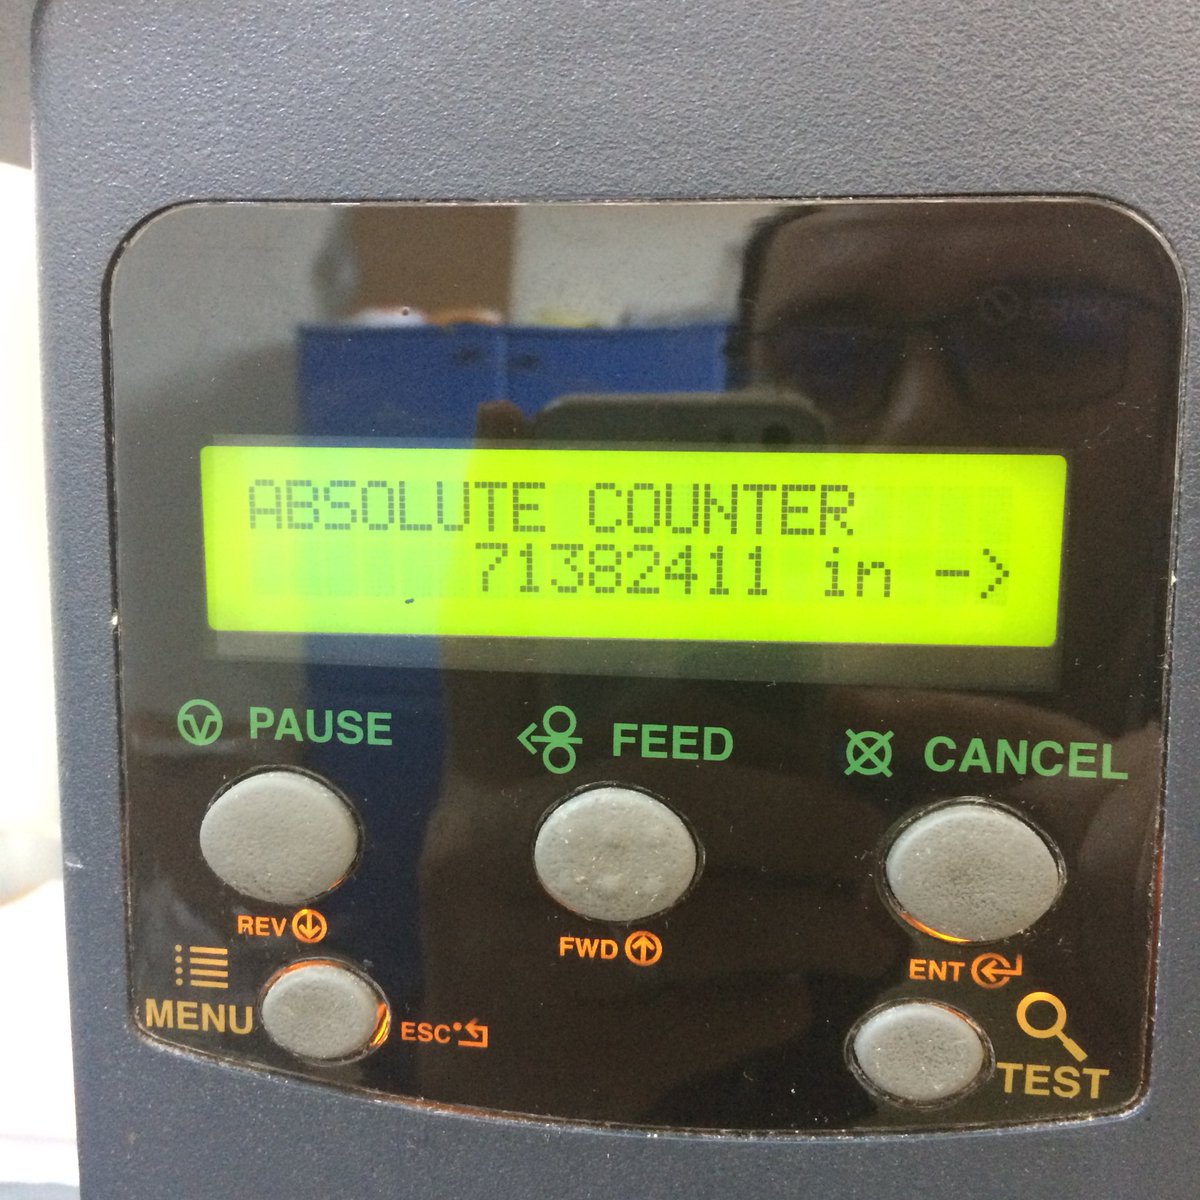 ABSOLUTE COUNTER
71382411 in ->
PAUSE FEED CANCEL
REV FWD ENT
MENU ESC TEST